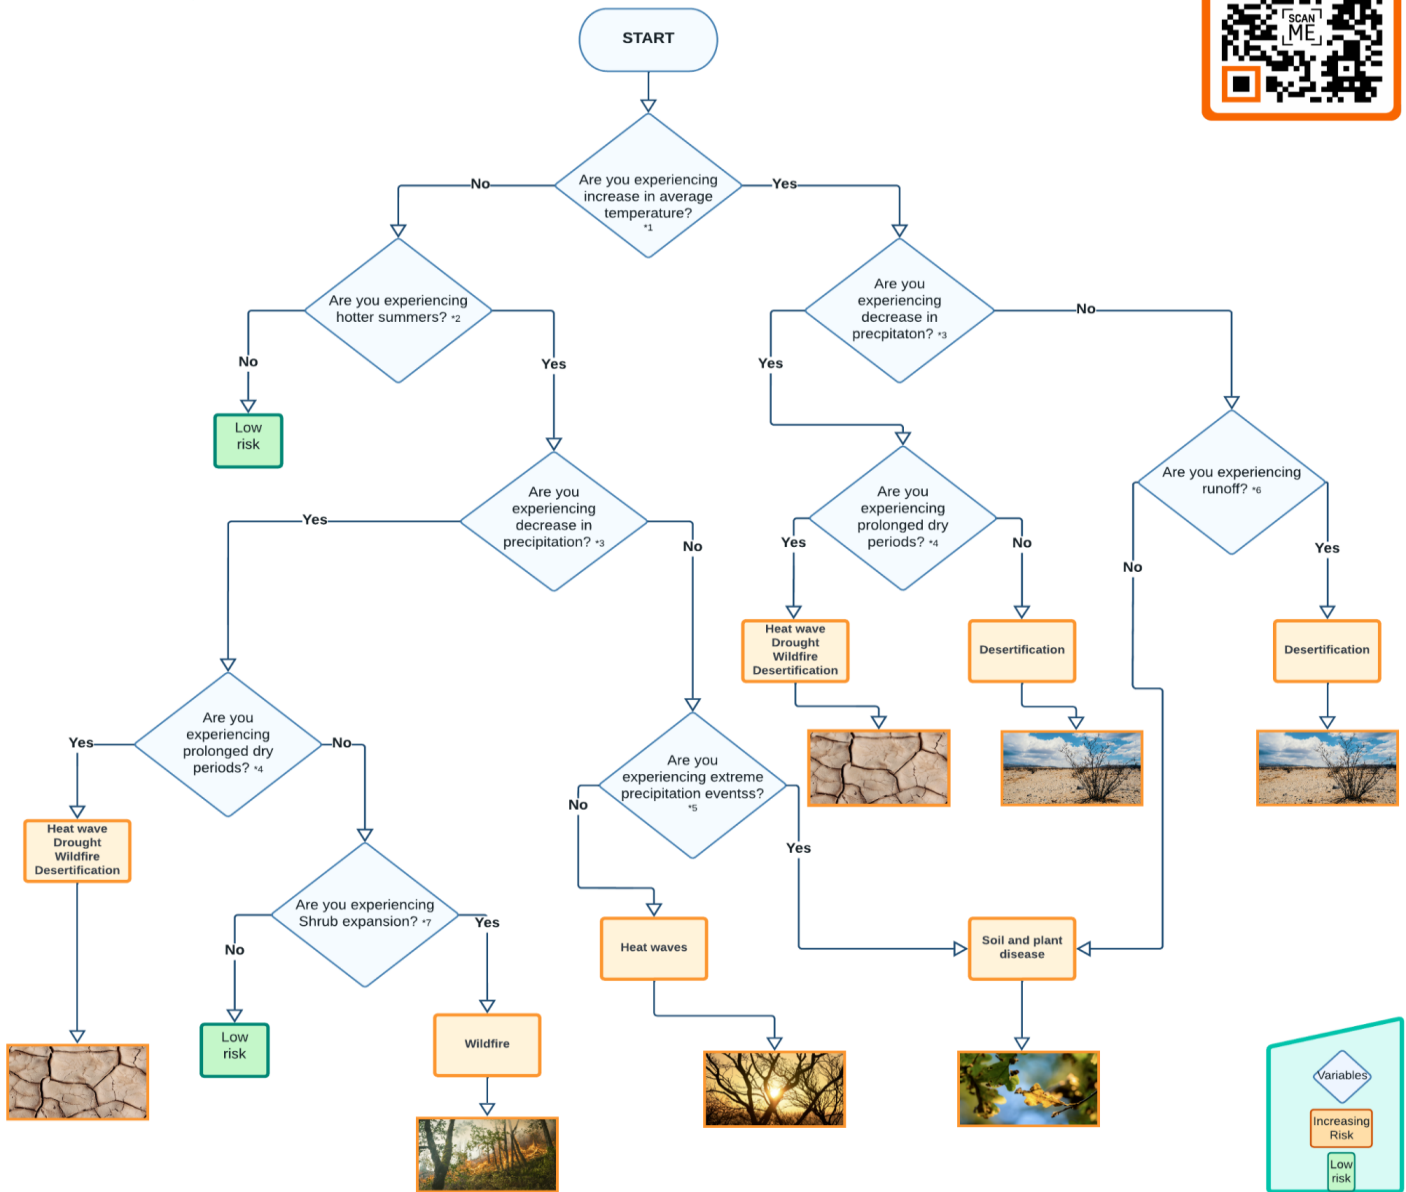 SCAN
ME
START
Are you experiencing
increase in average
temperature?
*1
No
Yes
Are you experiencing
hotter summers? *2
Are you
experiencing
decrease in
precpitaton? *3
No
Yes
Yes
No
Low
risk
Are you
experiencing
decrease in
precipitation? *3
Yes
No
Are you
experiencing
prolonged dry
periods? *4
Yes
No
Are you experiencing
runoff? *6
No
Yes
Heat wave
Drought
Wildfire
Desertification
Desertification
Desertification
Are you
experiencing
prolonged dry
periods? *4
Yes
No
Are you
experiencing extreme
precipitation eventss?
*5
No
Yes
Heat wave
Drought
Wildfire
Desertification
Are you experiencing
Shrub expansion? *7
No
Yes
Heat waves
Soil and plant
disease
Low
risk
Wildfire
Variables
Increasing
Risk
Low
risk